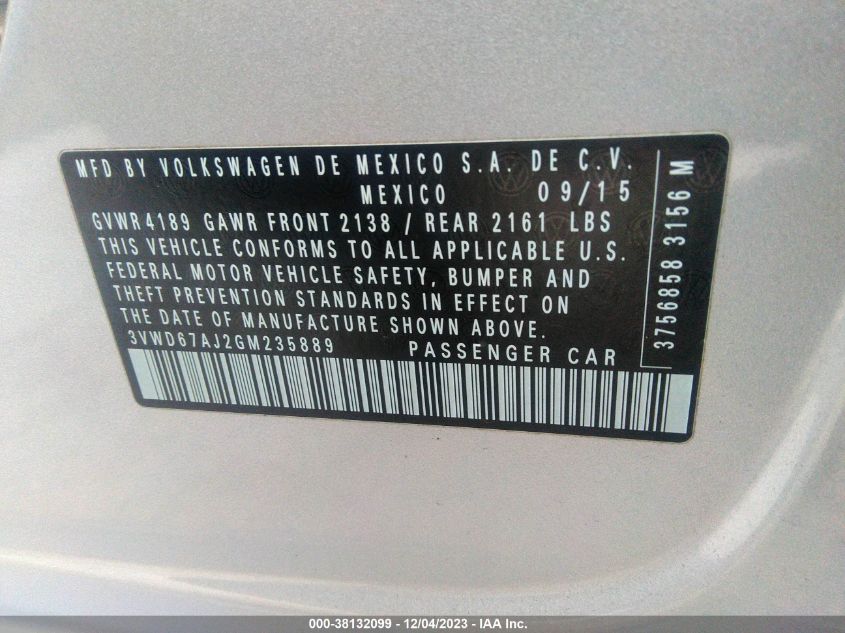 MFD BY VOLKSWAGEN DE MEXICO S.A. DE C.V.
MEXICO 09/15
GVWR 4189 GAWR FRONT 2138 / REAR 2161 LBS
THIS VEHICLE CONFORMS TO ALL APPLICABLE U.S.
FEDERAL MOTOR VEHICLE SAFETY, BUMPER AND
THEFT PREVENTION STANDARDS IN EFFECT ON
THE DATE OF MANUFACTURE SHOWN ABOVE.
3VWD67AJ2GM235889 PASSENGER CAR
3756858 3156 M
000-38132099 - 12/04/2023 - IAA Inc.